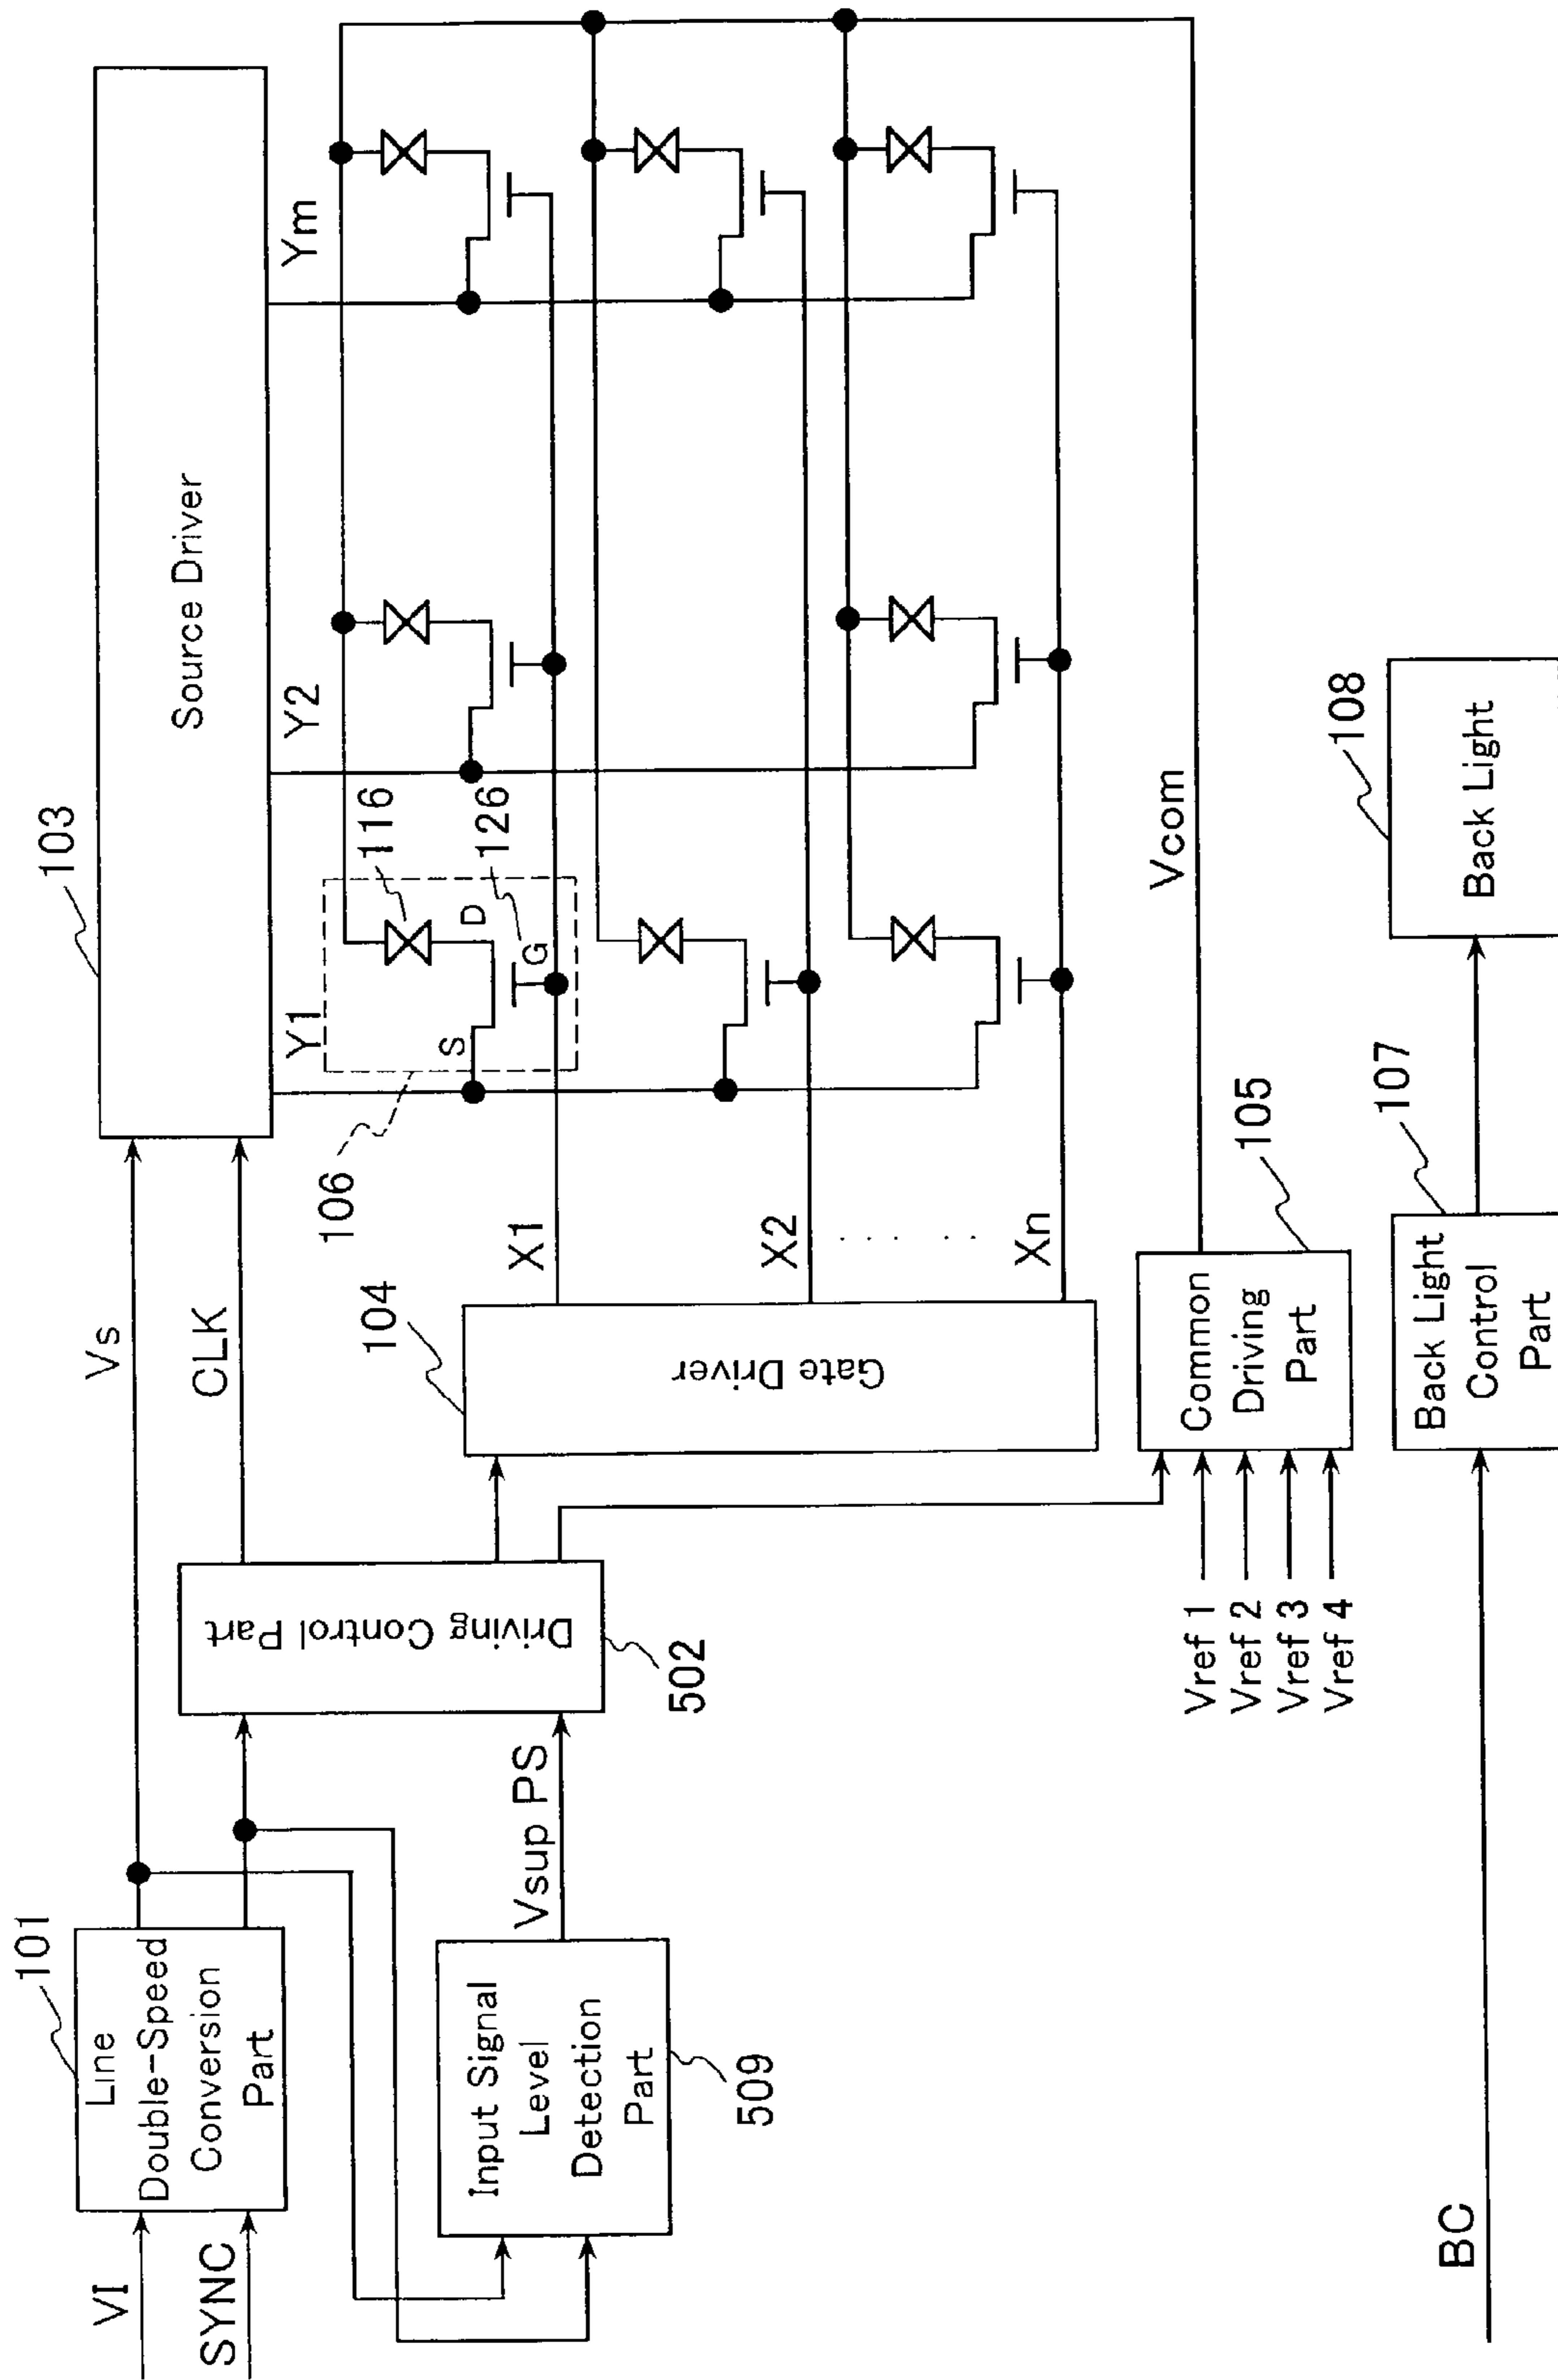 VI
SYNC
101
Line
Double-Speed
Conversion
Part
Vs
CLK
103
Source Driver
Input Signal
Level
Detection
Part
509
Vsup PS
Driving Control Part
502
104
Gate Driver
X1
X2
. . . . .
Xn
106
Y1
Y2
Ym
S
D
G
116
126
Vref 1
Vref 2
Vref 3
Vref 4
Common
Driving
Part
105
Vcom
BC
Back Light
Control
Part
107
Back Light
108